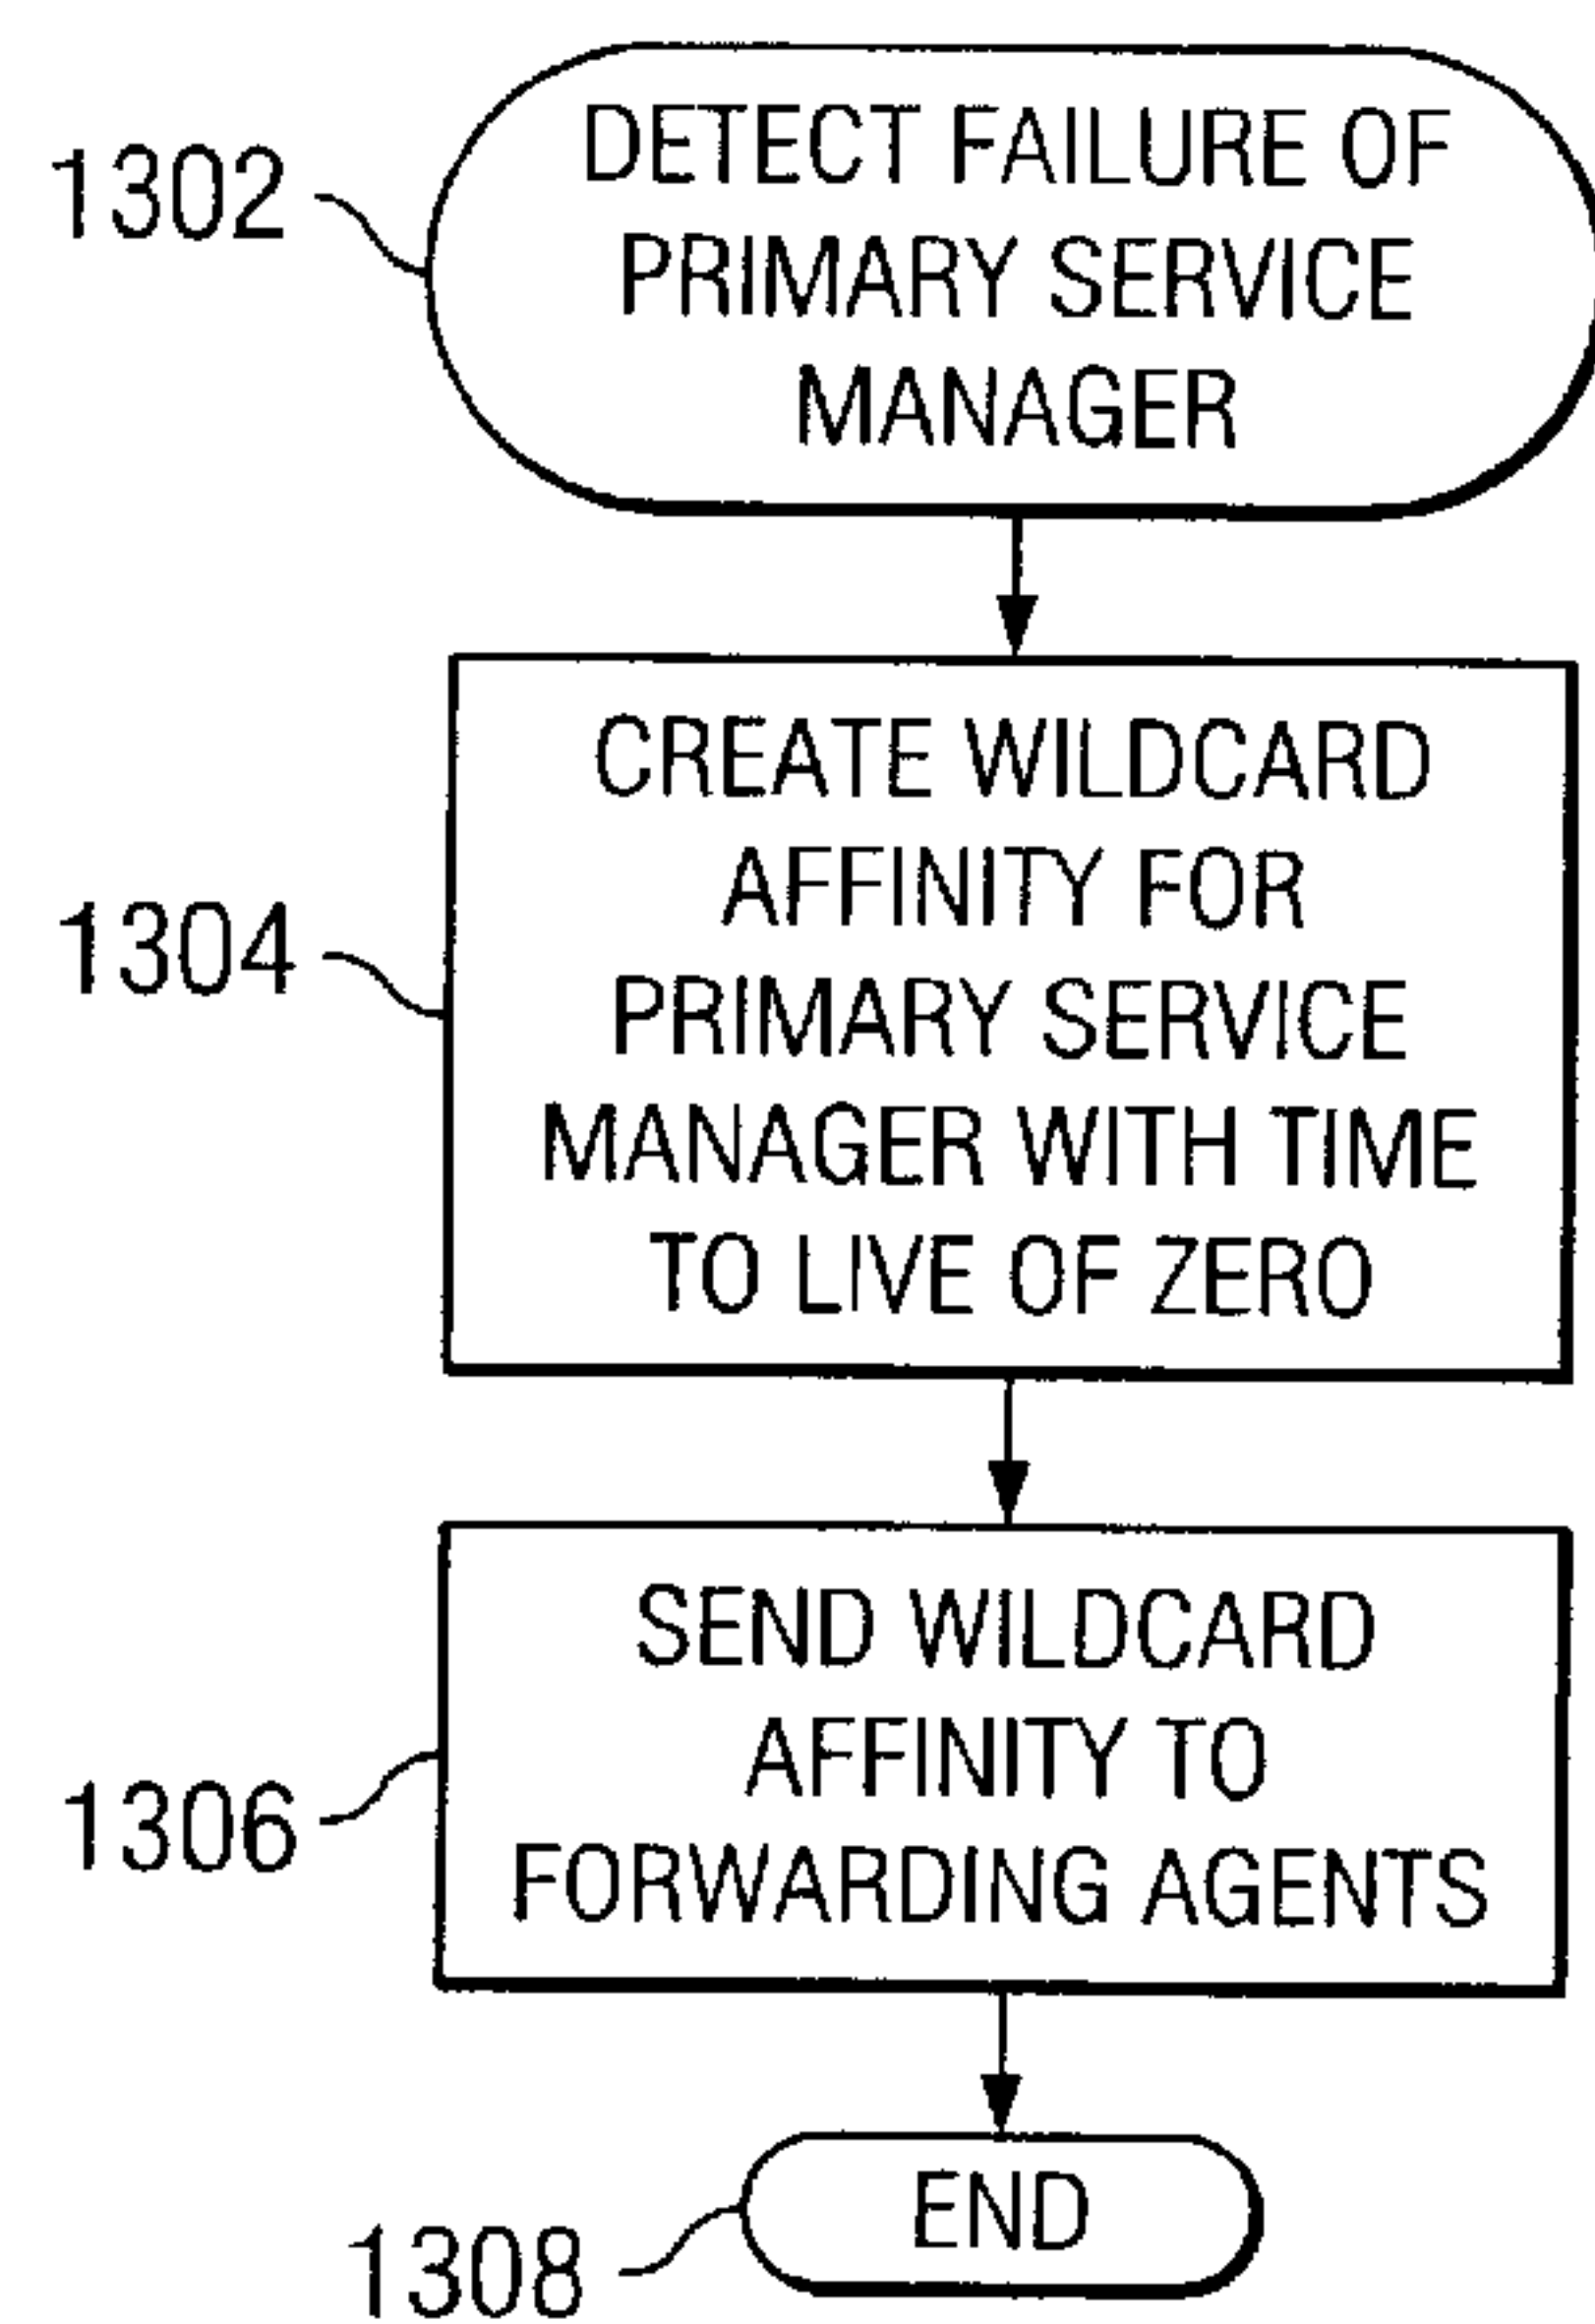 1302
DETECT FAILURE OF
PRIMARY SERVICE
MANAGER
1304
CREATE WILDCARD
AFFINITY FOR
PRIMARY SERVICE
MANAGER WITH TIME
TO LIVE OF ZERO
1306
SEND WILDCARD
AFFINITY TO
FORWARDING AGENTS
1308
END